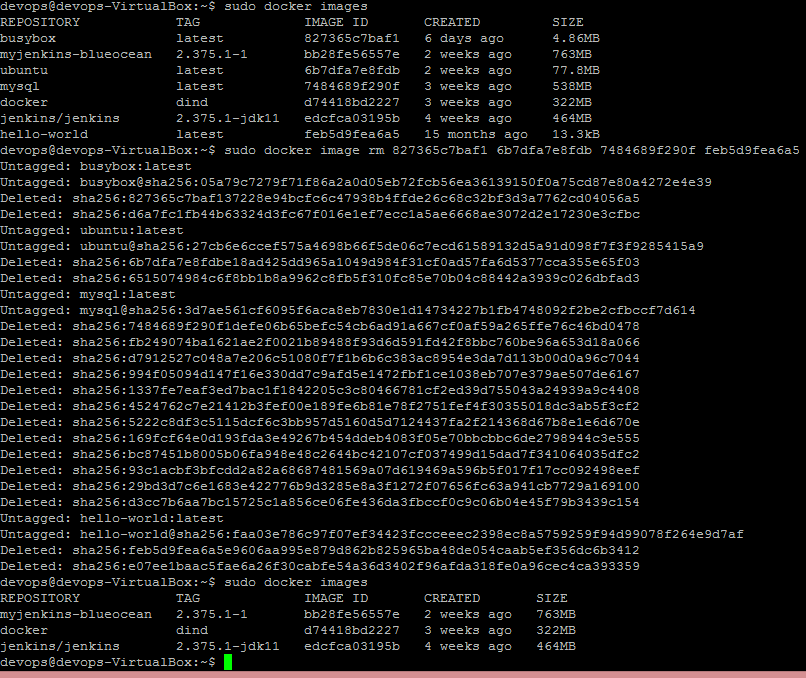 devops@devops-VirtualBox:~$ sudo docker images
REPOSITORY TAG IMAGE ID CREATED SIZE
busybox latest 827365c7baf1 6 days ago 4.86MB
myjenkins-blueocean 2.375.1-1 bb28fe56557e 2 weeks ago 763MB
ubuntu latest 6b7dfa7e8fdb 2 weeks ago 77.8MB
mysql latest 7484689f290f 3 weeks ago 538MB
docker dind d74418bd2227 3 weeks ago 322MB
jenkins/jenkins 2.375.1-jdk11 edcfca03195b 4 weeks ago 464MB
hello-world latest feb5d9fea6a5 15 months ago 13.3kB
devops@devops-VirtualBox:~$ sudo docker image rm 827365c7baf1 6b7dfa7e8fdb 7484689f290f feb5d9fea6a5
Untagged: busybox:latest
Untagged: busybox@sha256:05a79c7279f71f86a2a0d05eb72fcb56ea36139150f0a75cd87e80a4272e4e39
Deleted: sha256:827365c7baf137228e94bcfc6c47938b4ffde26c68c32bf3d3a7762cd04056a5
Deleted: sha256:d6a7fc1fb44b63324d3fc67f016e1ef7ecc1a5ae6668ae3072d2e17230e3cfbc
Untagged: ubuntu:latest
Untagged: ubuntu@sha256:27cb6e6ccef575a4698b66f5de06c7ecd61589132d5a91d098f7f3f9285415a9
Deleted: sha256:6b7dfa7e8fdbe18ad425dd965a1049d984f31cf0ad57fa6d5377cca355e65f03
Deleted: sha256:6515074984c6f8bb1b8a9962c8fb5f310fc85e70b04c88442a3939c026dbfad3
Untagged: mysql:latest
Untagged: mysql@sha256:3d7ae561cf6095f6aca8eb7830e1d14734227b1fb4748092f2be2cfbccf7d614
Deleted: sha256:7484689f290f1defe06b65befc54cb6ad91a667cf0af59a265ffe76c46bd0478
Deleted: sha256:fb249074ba1621ae2f0021b89488f93d6d591fd42f8bbc760be96a653d18a066
Deleted: sha256:d7912527c048a7e206c51080f7f1b6b6c383ac8954e3da7d113b00d0a96c7044
Deleted: sha256:994f05094d147f16e330dd7c9afd5e1472fbf1ce1038eb707e379ae507de6167
Deleted: sha256:1337fe7eaf3ed7bac1f1842205c3c80466781cf2ed39d755043a24939a9c4408
Deleted: sha256:4524762c7e21412b3fef00e189fe6b81e78f2751fef4f30355018dc3ab5f3cf2
Deleted: sha256:5222c8df3c5115dcf6c3bb957d5160d5d7124437fa2f214368d67b8e1e6d670e
Deleted: sha256:169fcf64e0d193fda3e49267b454ddeb4083f05e70bbcbbc6de2798944c3e555
Deleted: sha256:bc87451b8005b06fa948e48c2644bc42107cf037499d15dad7f341064035dfc2
Deleted: sha256:93c1acbf3bfcdd2a82a68687481569a07d619469a596b5f017f17cc092498eef
Deleted: sha256:29bd3d7c6e1683e422776b9d3285e8a3f1272f07656fc63a941cb7729a169100
Deleted: sha256:d3cc7b6aa7bc15725c1a856ce06fe436da3fbccf0c9c06b04e45f79b3439c154
Untagged: hello-world:latest
Untagged: hello-world@sha256:faa03e786c97f07ef34423fccceeec2398ec8a5759259f94d99078f264e9d7af
Deleted: sha256:feb5d9fea6a5e9606aa995e879d862b825965ba48de054caab5ef356dc6b3412
Deleted: sha256:e07ee1baac5fae6a26f30cabfe54a36d3402f96afda318fe0a96cec4ca393359
devops@devops-VirtualBox:~$ sudo docker images
REPOSITORY TAG IMAGE ID CREATED SIZE
myjenkins-blueocean 2.375.1-1 bb28fe56557e 2 weeks ago 763MB
docker dind d74418bd2227 3 weeks ago 322MB
jenkins/jenkins 2.375.1-jdk11 edcfca03195b 4 weeks ago 464MB
devops@devops-VirtualBox:~$